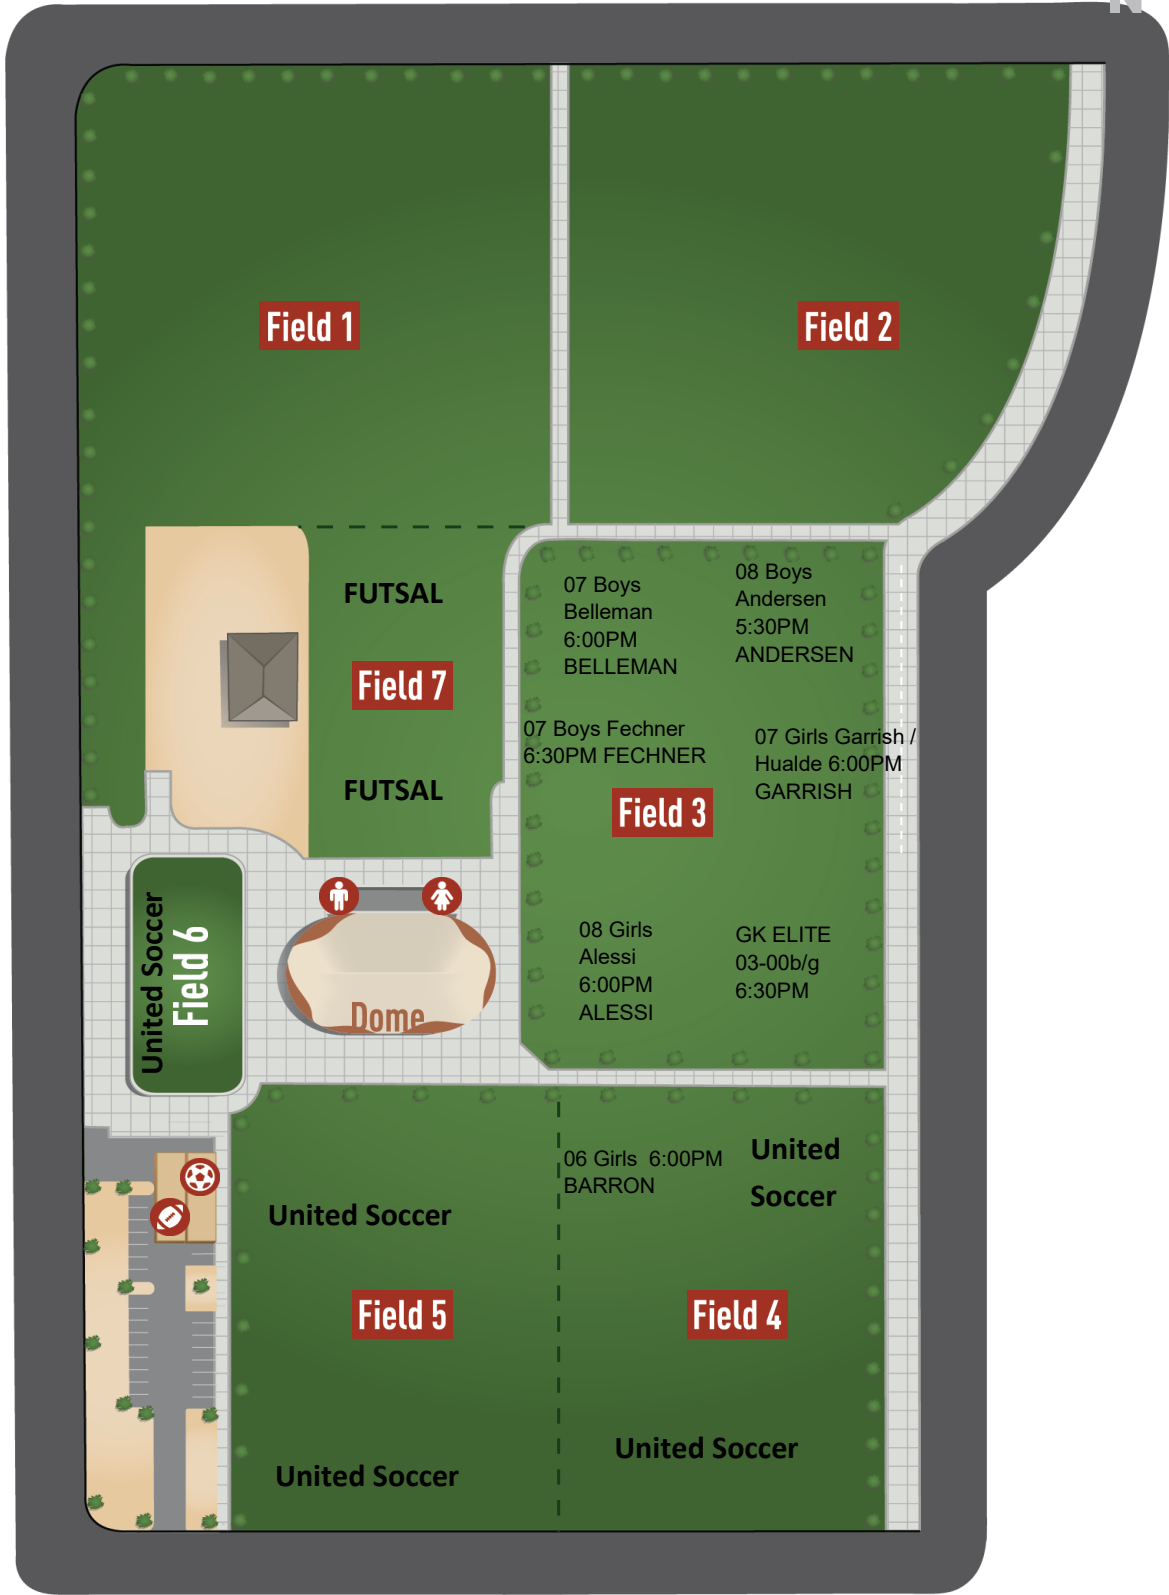 Field 1
Field 2
FUTSAL
Field 7
FUTSAL
07 Boys
Belleman
6:00PM
BELLEMAN
08 Boys
Andersen
5:30PM
ANDERSEN
07 Boys Fechner
6:30PM FECHNER
07 Girls Garrish /
Hualde 6:00PM
GARRISH
Field 3
08 Girls
Alessi
6:00PM
ALESSI
GK ELITE
03-00b/g
6:30PM
United Soccer
Field 6
Dome
06 Girls  6:00PM
BARRON
United
Soccer
United Soccer
Field 5
Field 4
United Soccer
United Soccer